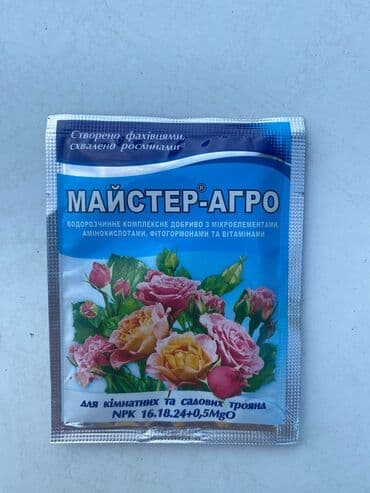 Створено фахівцями,
схвалено рослинами
МАЙСТЕР-АГРО®
ВОДОРОЗЧИННЕ КОМПЛЕКСНЕ ДОБРИВО З МІКРОЕЛЕМЕНТАМИ,
АМІНОКИСЛОТАМИ, ФІТОГОРМОНАМИ ТА ВІТАМІНАМИ
для кімнатних та садових троянд
NPK 16.18.24+0,5MgO